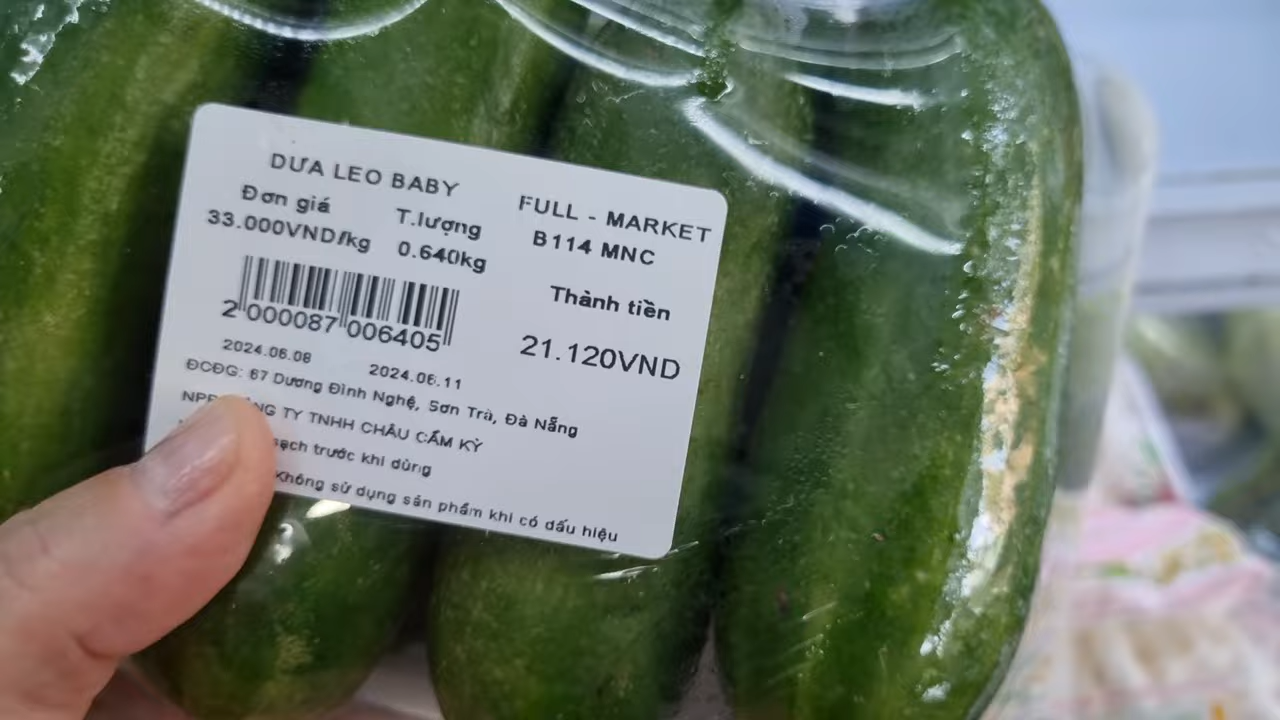 DƯA LEO BABY
FULL - MARKET
B114 MNC
Đơn giá
T.lượng
33.000VND/kg
0.640kg
Thành tiền
21.120VND
2 000087 006405
2024.06.08
2024.06.11
ĐCĐG: 67 Dương Đình Nghệ, Sơn Trà, Đà Nẵng
TY TNHH CHÂU CẨM KỲ
sạch trước khi dùng
Không sử dụng sản phẩm khi có dấu hiệu